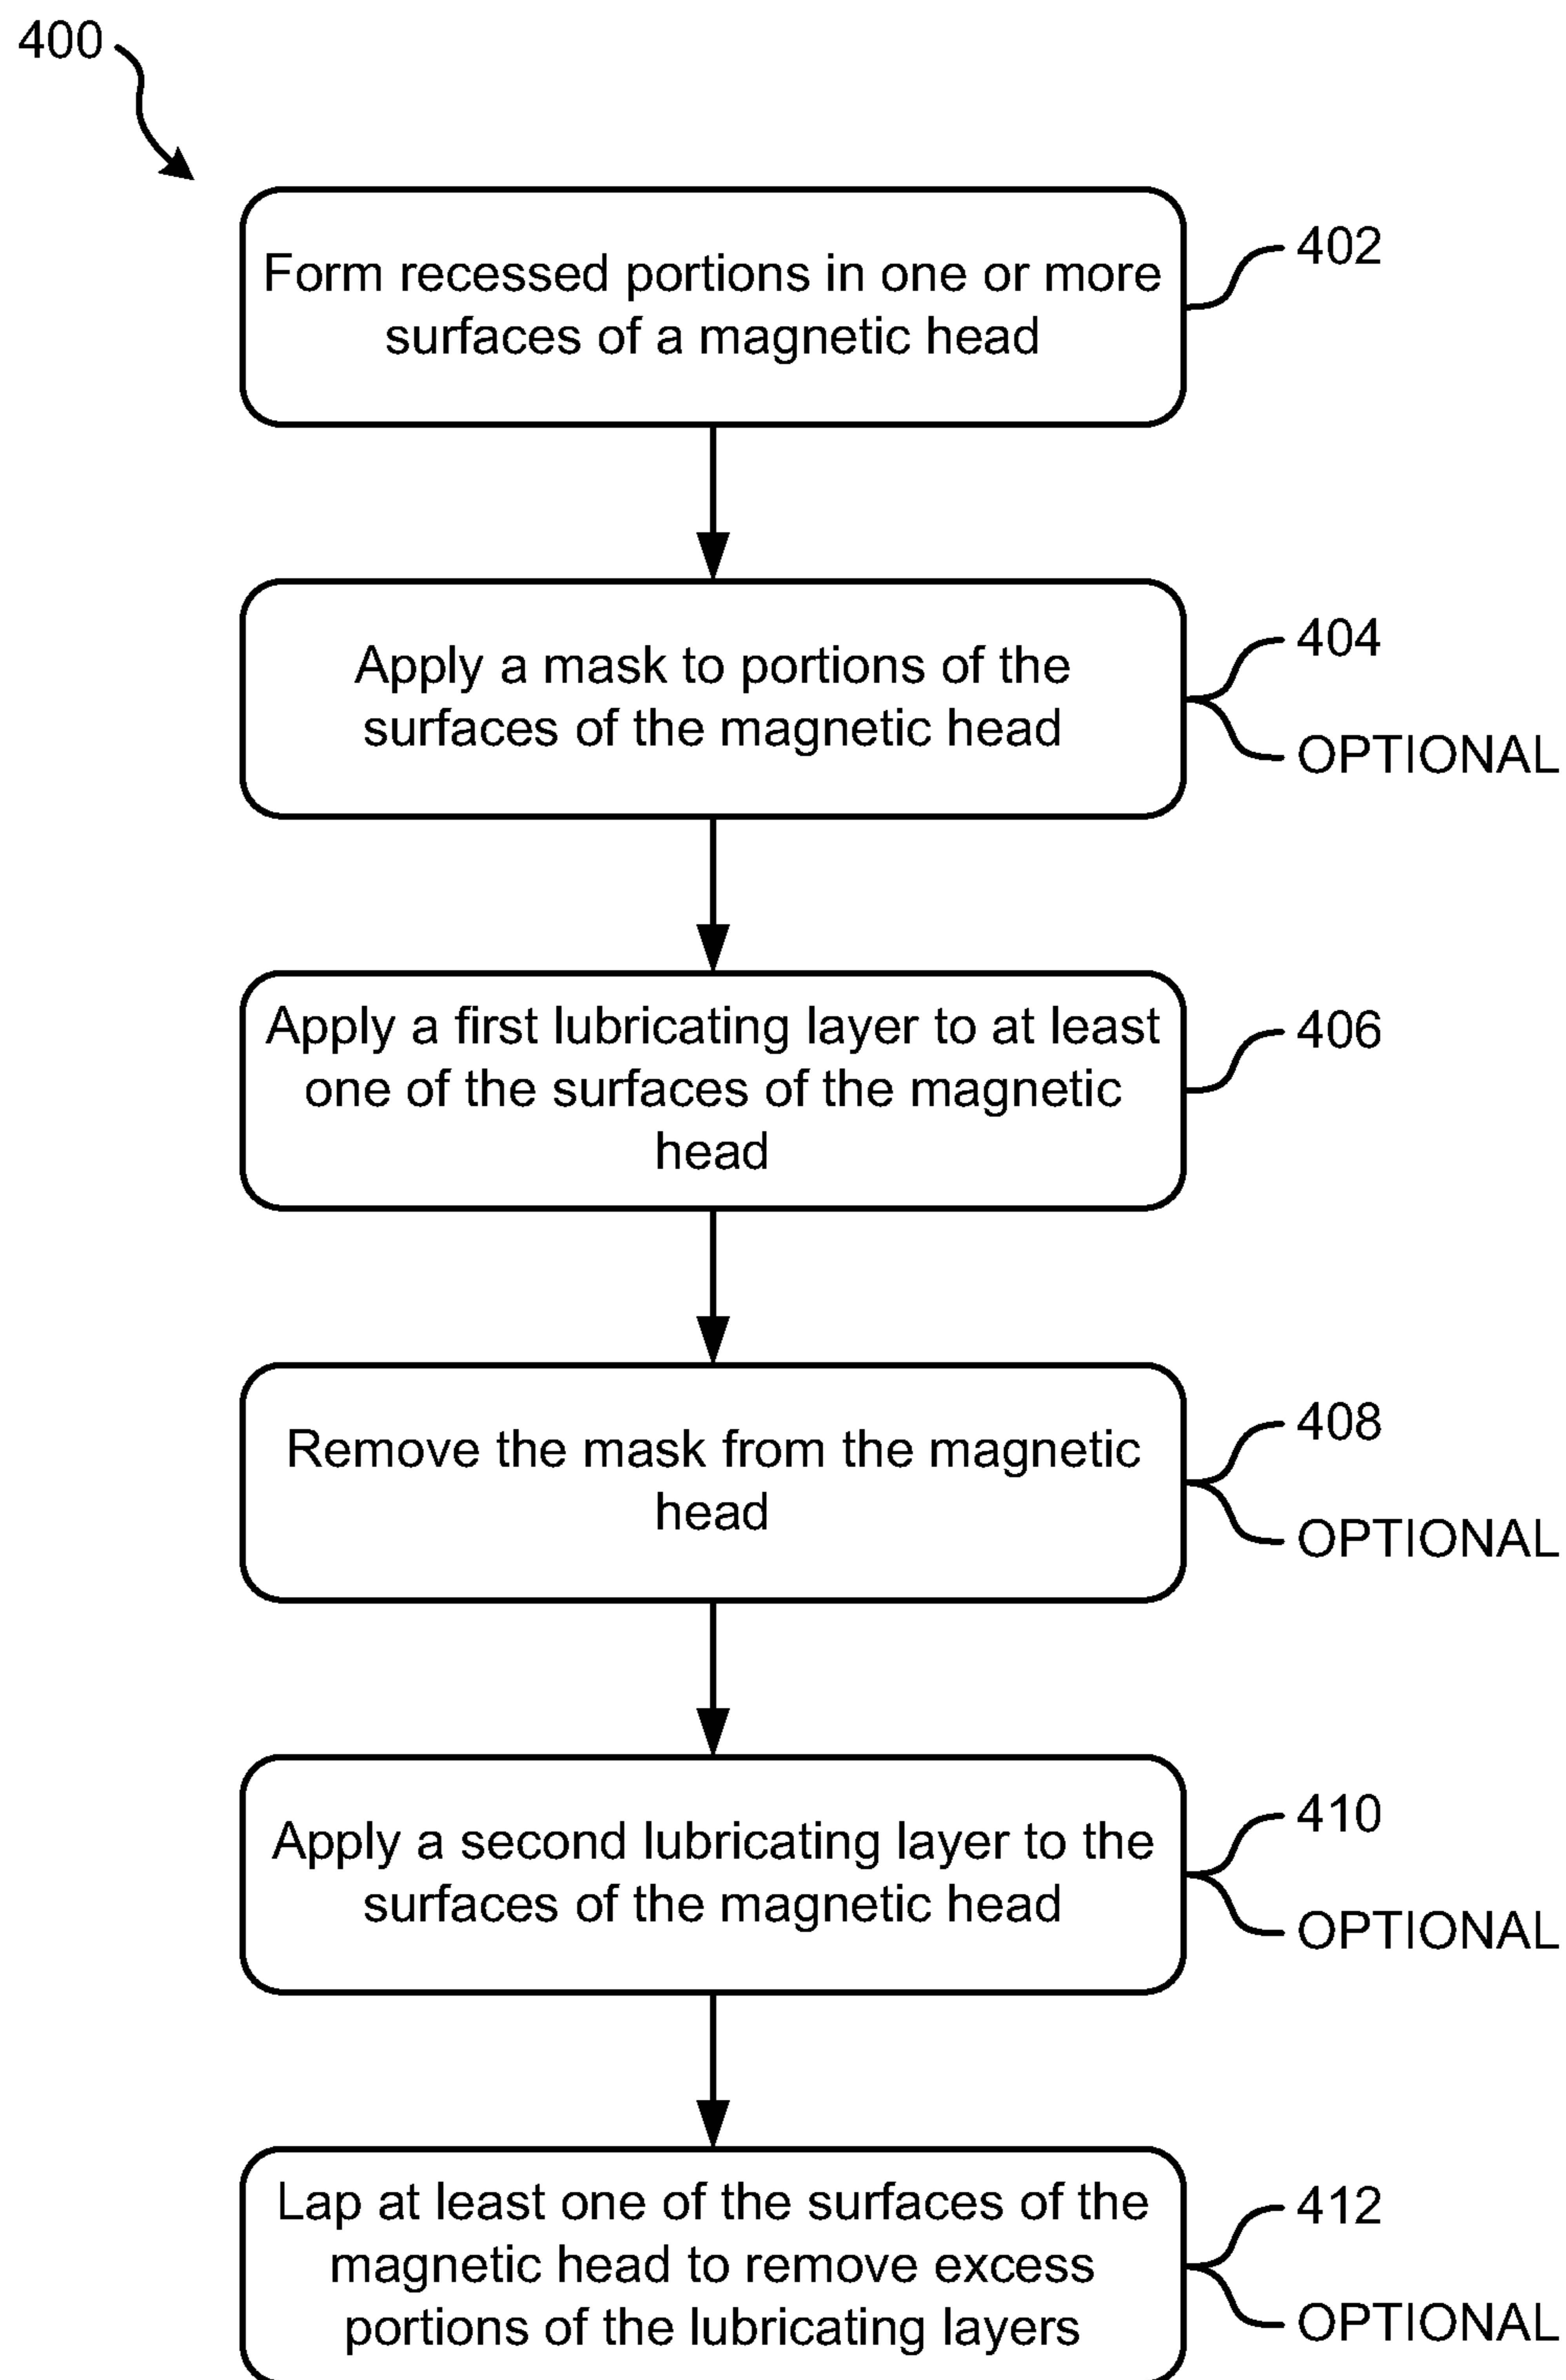 400
Form recessed portions in one or more
surfaces of a magnetic head
402
Apply a mask to portions of the
surfaces of the magnetic head
404
OPTIONAL
Apply a first lubricating layer to at least
one of the surfaces of the magnetic
head
406
Remove the mask from the magnetic
head
408
OPTIONAL
Apply a second lubricating layer to the
surfaces of the magnetic head
410
OPTIONAL
Lap at least one of the surfaces of the
magnetic head to remove excess
portions of the lubricating layers
412
OPTIONAL